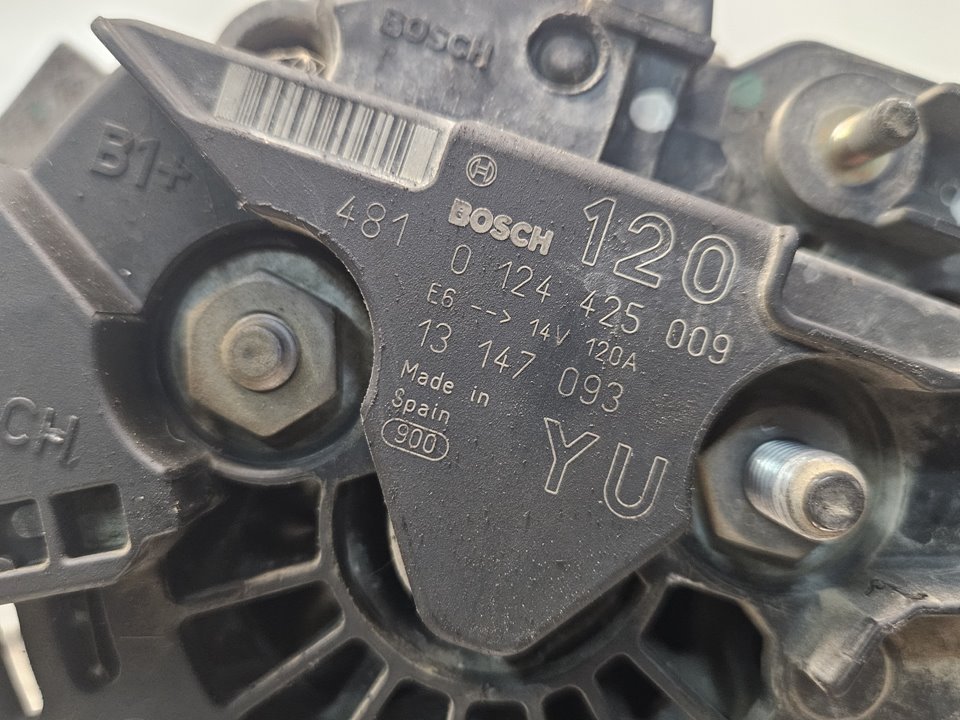 BOSCH
B1+
BOSCH 120
481
0 124 425 009
E6 --> 14V 120A
13 147 093
Made in
Spain
900
YU
CH